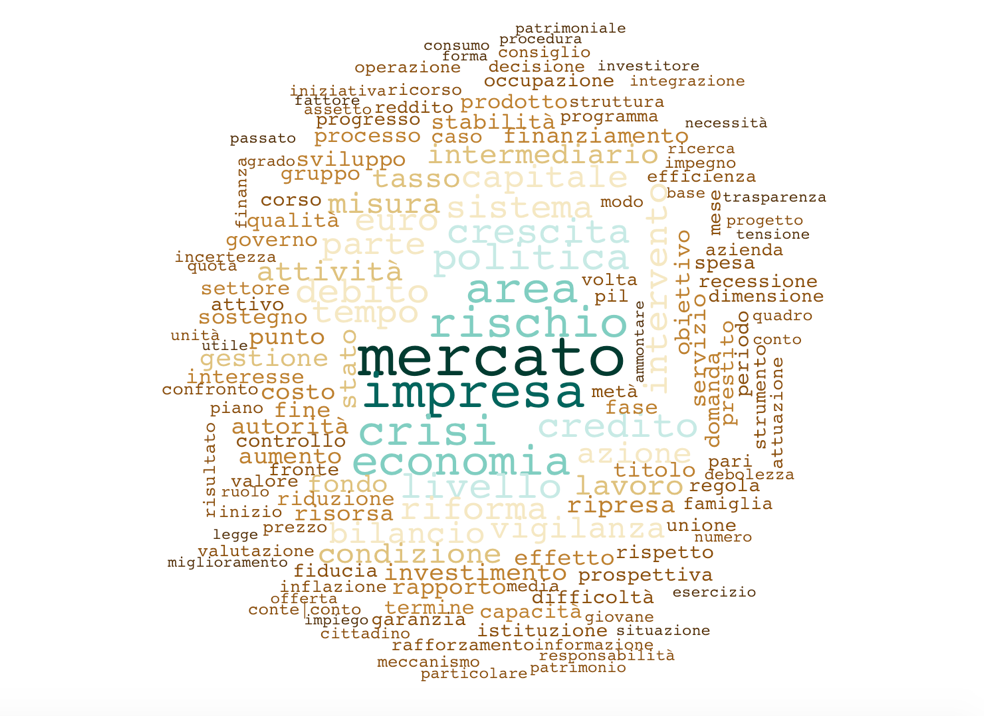 patrimoniale
procedura
consumo
forma consiglio
operazione decisione investitore
occupazione integrazione
iniziativa ricorso
fattore
assetto reddito prodotto struttura
progresso stabilità programma
necessità
passato processo caso finanziamento
ricerca
grado sviluppo intermediario impegno
gruppo tasso capitale efficienza
finanza
base
mese
trasparenza
corso misura sistema modo
qualità euro intervento progetto
crescita tensione
governo parte obiettivo azienda
incertezza politica
quota attività spesa
volta recessione
settore debito area pil dimensione
attivo tempo
sostegno rischio ammontare servizio quadro
unità punto stato domanda prestito periodo conto
utile
gestione mercato strumento attuazione
interesse
confronto costo impresa metà
piano fine fase
autorità crisi credito
risultato
controllo
aumento economia azione pari
fronte titolo debolezza
valore fondo livello lavoro regola
ruolo riduzione
inizio risorsa riforma ripresa famiglia
prezzo bilancio vigilanza unione
legge numero
valutazione condizione effetto rispetto
miglioramento
fiducia investimento prospettiva
inflazione rapporto media esercizio
offerta difficoltà
conte|conto termine capacità
impiego garanzia giovane
cittadino istituzione situazione
rafforzamento informazione
meccanismo responsabilità
particolare patrimonio